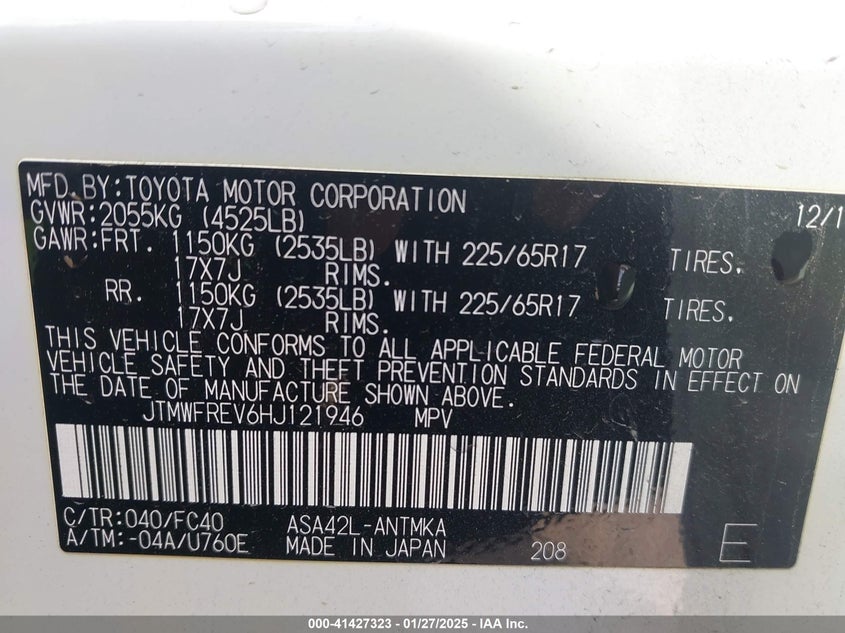 MFD.BY:TOYOTA MOTOR CORPORATION 12/1
GVWR:2055KG (4525LB)
GAWR:FRT. 1150KG (2535LB) WITH 225/65R17 TIRES.
17X7J RIMS.
RR. 1150KG (2535LB) WITH 225/65R17 TIRES.
17X7J RIMS.
THIS VEHICLE CONFORMS TO ALL APPLICABLE FEDERAL MOTOR
VEHICLE SAFETY AND THEFT PREVENTION STANDARDS IN EFFECT ON
THE DATE OF MANUFACTURE SHOWN ABOVE.
JTMWFREV6HJ121946 MPV
C/TR:040/FC40 ASA42L-ANTMKA
A/TM:-04A/U760E MADE IN JAPAN 208 E
000-41427323 - 01/27/2025 - IAA Inc.